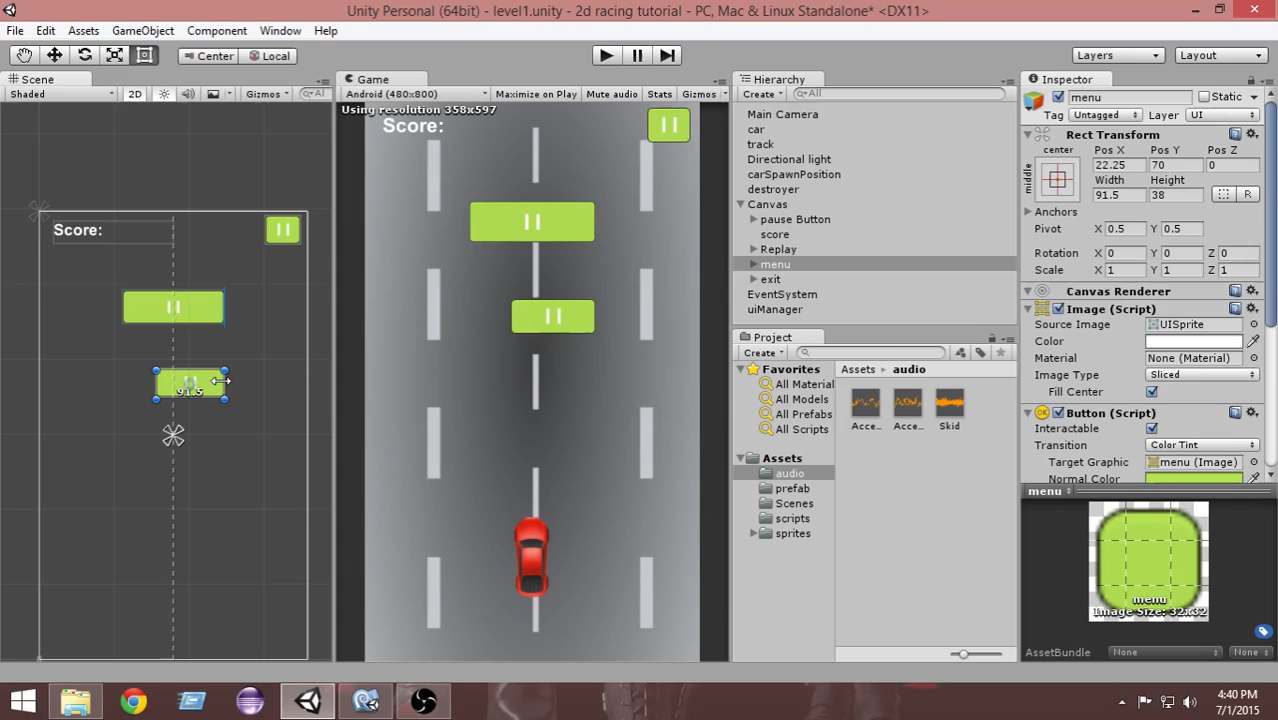 Unity Personal (64bit) - level1.unity - 2d racing tutorial - PC, Mac & Linux Standalone* <DX11>
File Edit Assets GameObject Component Window Help
Center Local Layers Layout
Scene
Shaded 2D Gizmos All
Score:
91.5
Game
Android (480x800) Maximize on Play Mute audio Stats Gizmos
Using resolution 358x597
Score:
Hierarchy
Create All
Main Camera
car
track
Directional light
carSpawnPosition
destroyer
Canvas
pause Button
score
Replay
menu
exit
EventSystem
uiManager
Project
Create
Favorites
All Material
All Models
All Prefabs
All Scripts
Assets
audio
prefab
Scenes
scripts
sprites
Assets audio
Acce... Acce... Skid
Inspector
menu Static
Tag Untagged Layer UI
Rect Transform
center
middle
Pos X Pos Y Pos Z
22.25 70 0
Width Height
91.5 38
R
Anchors
Pivot X 0.5 Y 0.5
Rotation X 0 Y 0 Z 0
Scale X 1 Y 1 Z 1
Canvas Renderer
Image (Script)
Source Image UISprite
Color
Material None (Material)
Image Type Sliced
Fill Center
OK Button (Script)
Interactable
Transition Color Tint
Target Graphic menu (Image)
Normal Color
menu
menu
Image Size: 32x32
AssetBundle None None
4:40 PM
7/1/2015